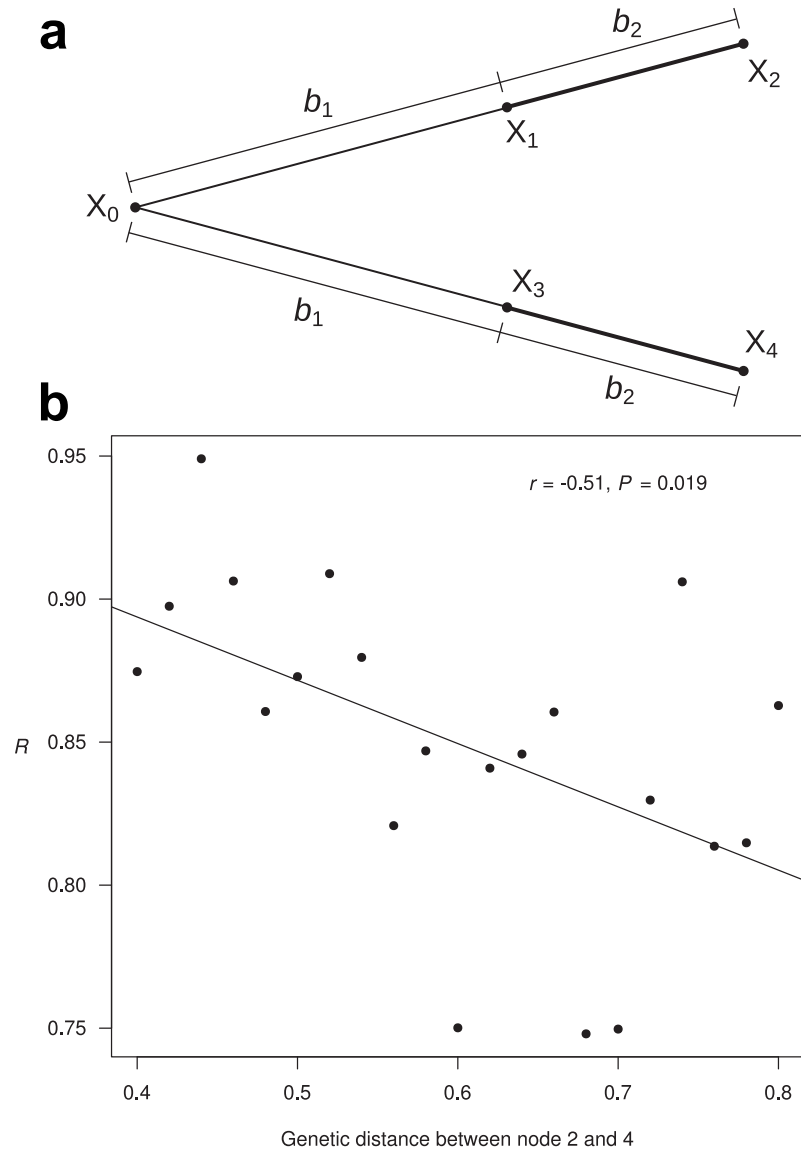 a
b₂
X₂
b₁
X₁
X₀
X₃
b₁
X₄
b₂
b
0.95
r = -0.51, P = 0.019
0.90
0.85
R
0.80
0.75
0.4 0.5 0.6 0.7 0.8
Genetic distance between node 2 and 4